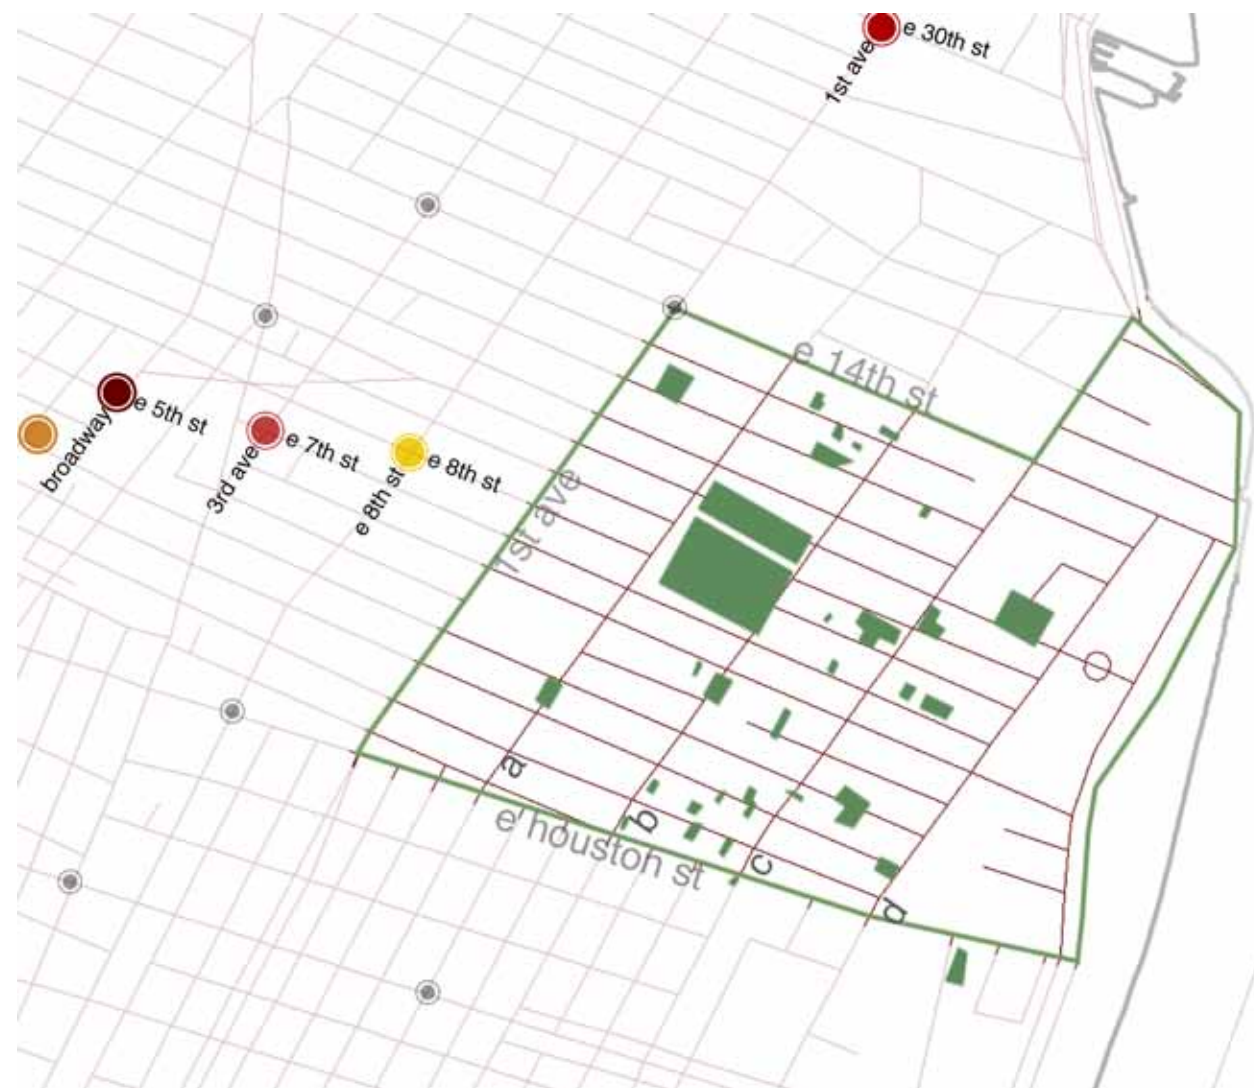 e 30th st
1st ave
e 14th st
e 5th st
broadway
e 7th st
3rd ave
e 8th st
e 8th st
1st ave
a
b
c
d
e houston st